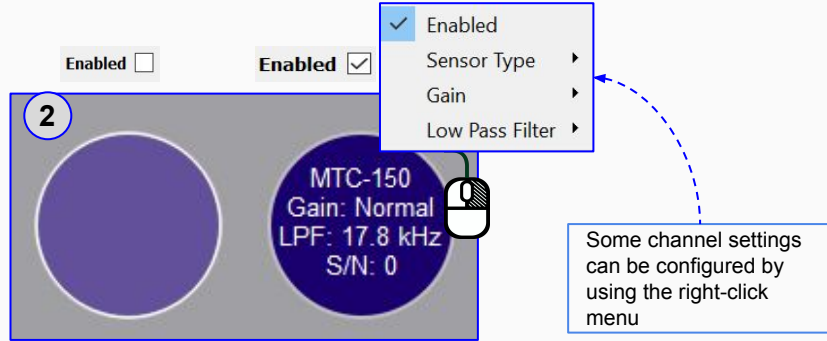 Enabled
Enabled
Enabled
Sensor Type
Gain
Low Pass Filter
2
MTC-150
Gain: Normal
LPF: 17.8 kHz
S/N: 0
Some channel settings
can be configured by
using the right-click
menu